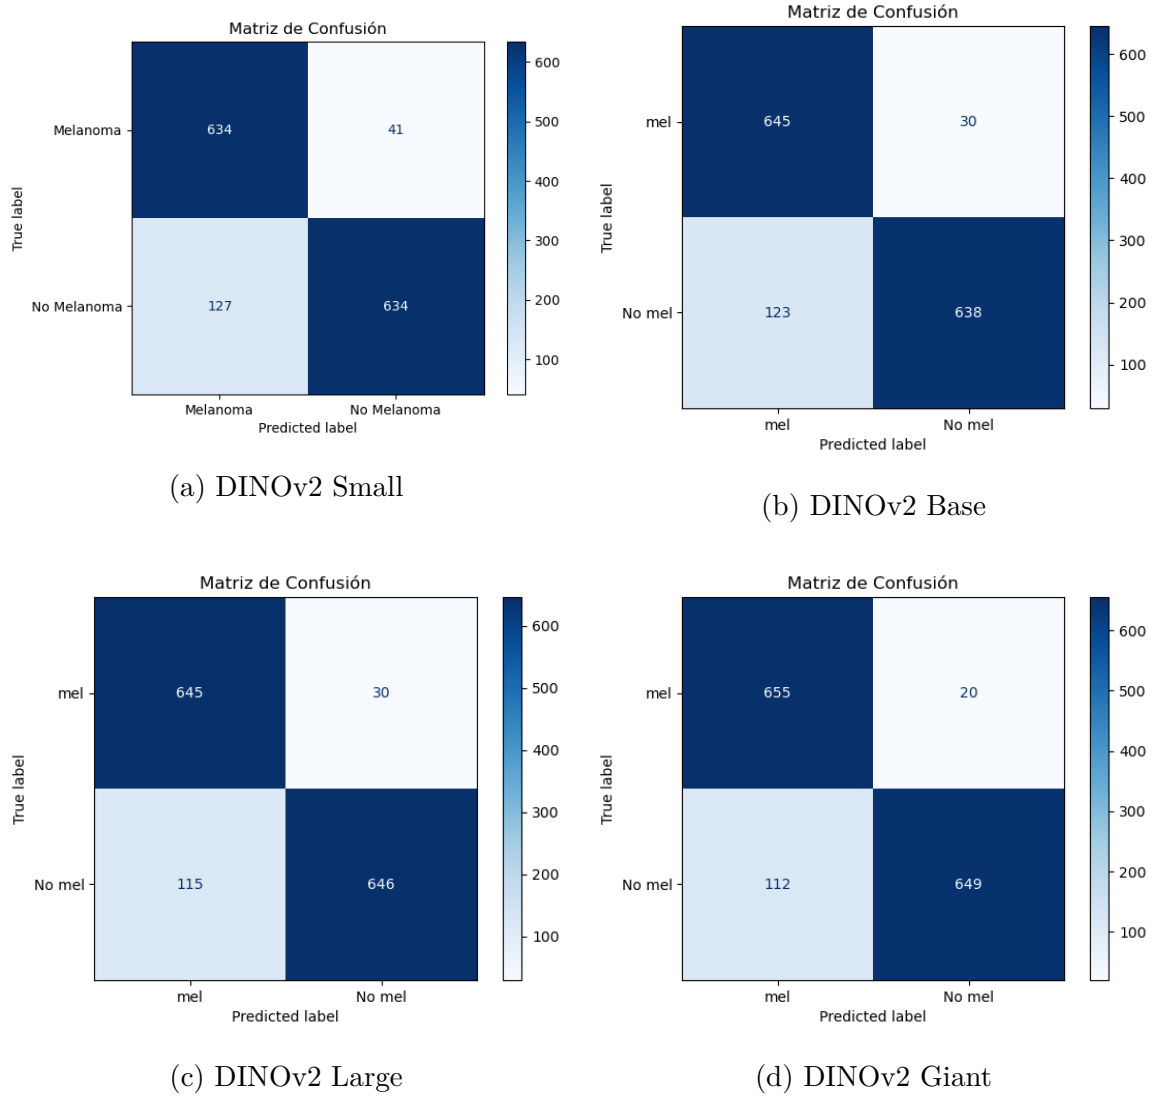 Matriz de Confusión
True label
Melanoma
634
41
600
500
400
300
200
100
No Melanoma
127
634
Melanoma
No Melanoma
Predicted label
(a) DINOv2 Small
Matriz de Confusión
True label
mel
645
30
600
500
400
300
200
100
No mel
123
638
mel
No mel
Predicted label
(b) DINOv2 Base
Matriz de Confusión
True label
mel
645
30
600
500
400
300
200
100
No mel
115
646
mel
No mel
Predicted label
(c) DINOv2 Large
Matriz de Confusión
True label
mel
655
20
600
500
400
300
200
100
No mel
112
649
mel
No mel
Predicted label
(d) DINOv2 Giant